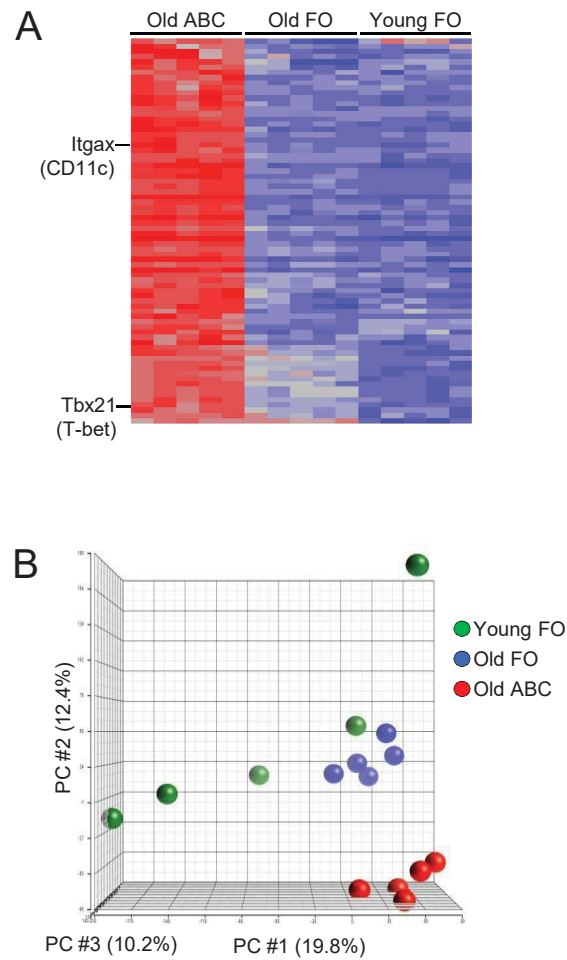 A
Old ABC Old FO Young FO
Itgax
(CD11c)
Tbx21
(T-bet)
B
Young FO
Old FO
Old ABC
PC #2 (12.4%)
PC #3 (10.2%) PC #1 (19.8%)